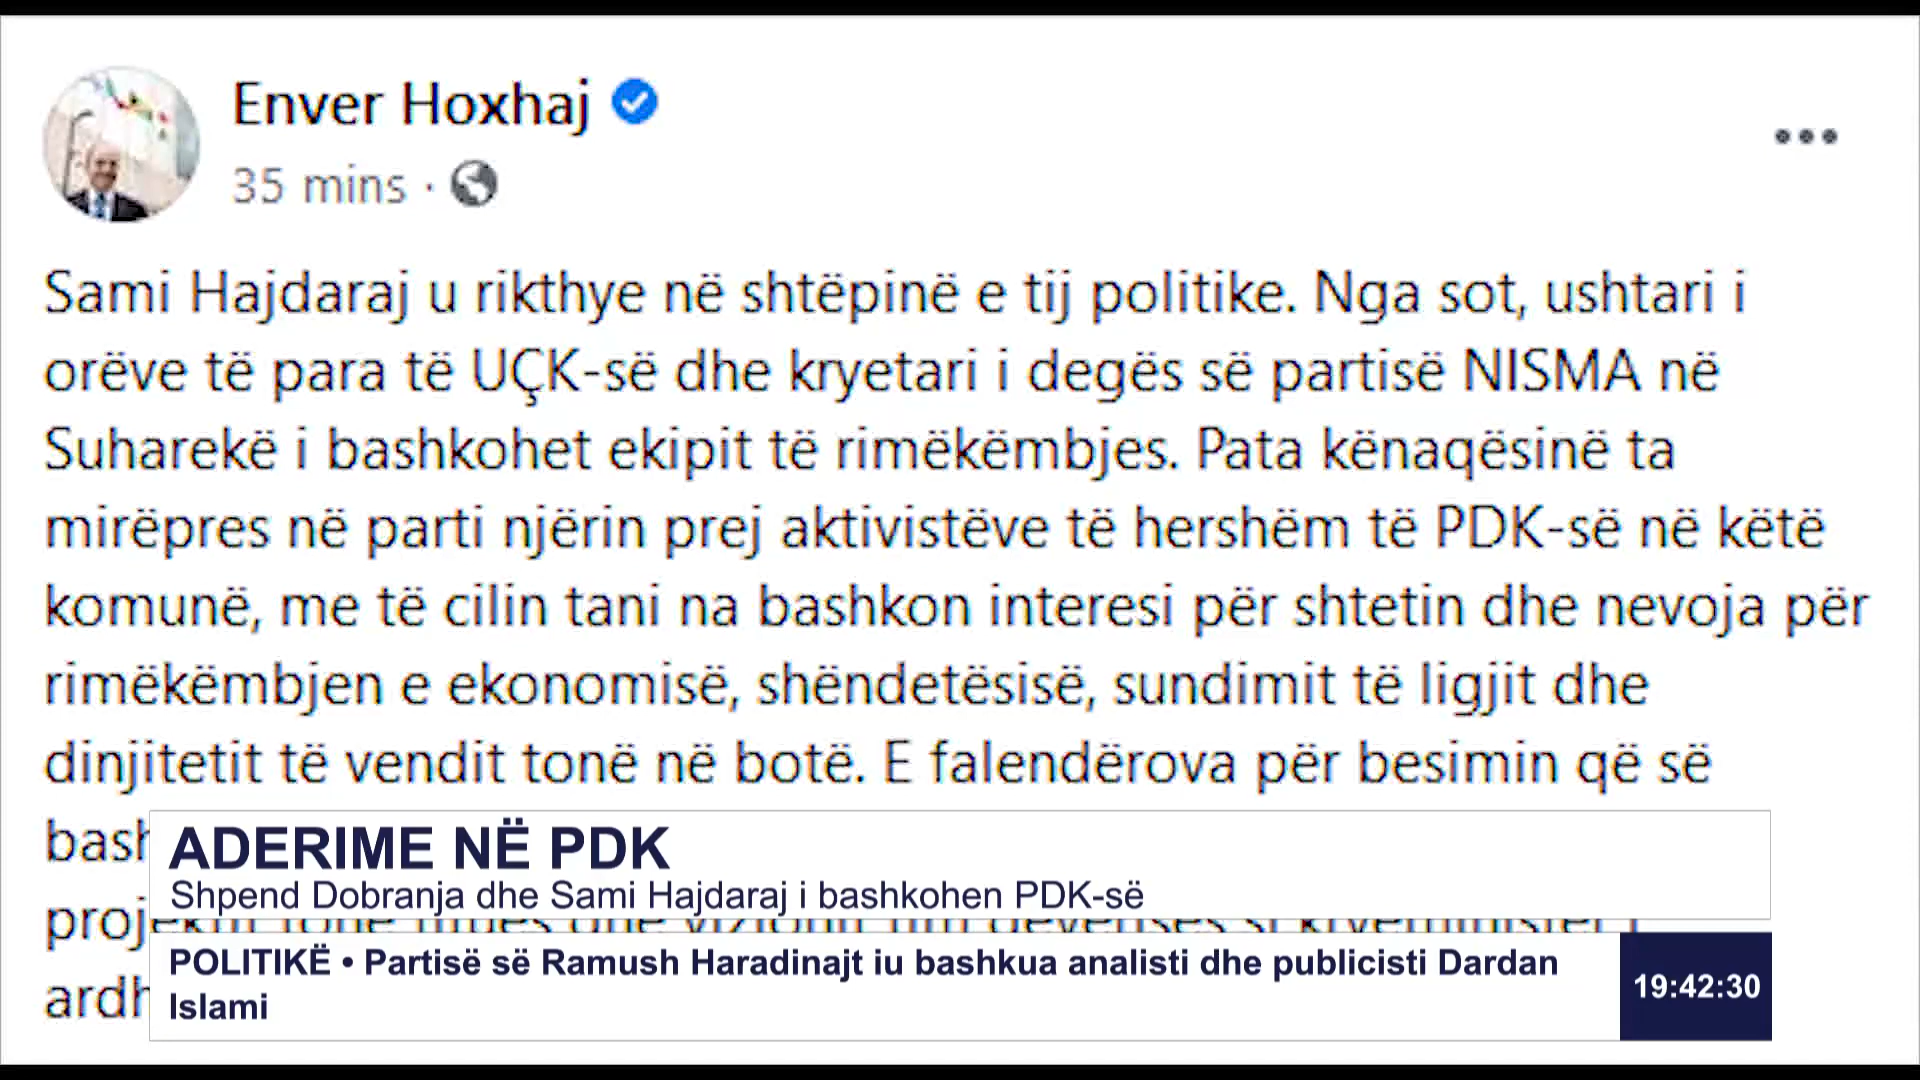 Enver Hoxhaj
35 mins ·
Sami Hajdaraj u rikthye në shtëpinë e tij politike. Nga sot, ushtari i
orëve të para të UÇK-së dhe kryetari i degës së partisë NISMA në
Suharekë i bashkohet ekipit të rimëkëmbjes. Pata kënaqësinë ta
mirëpres në parti njërin prej aktivistëve të hershëm të PDK-së në këtë
komunë, me të cilin tani na bashkon interesi për shtetin dhe nevoja për
rimëkëmbjen e ekonomisë, shëndetësisë, sundimit të ligjit dhe
dinjitetit të vendit tonë në botë. E falendërova për besimin që së
ADERIME NË PDK
Shpend Dobranja dhe Sami Hajdaraj i bashkohen PDK-së
POLITIKË • Partisë së Ramush Haradinajt iu bashkua analisti dhe publicisti Dardan
Islami
19:42:30